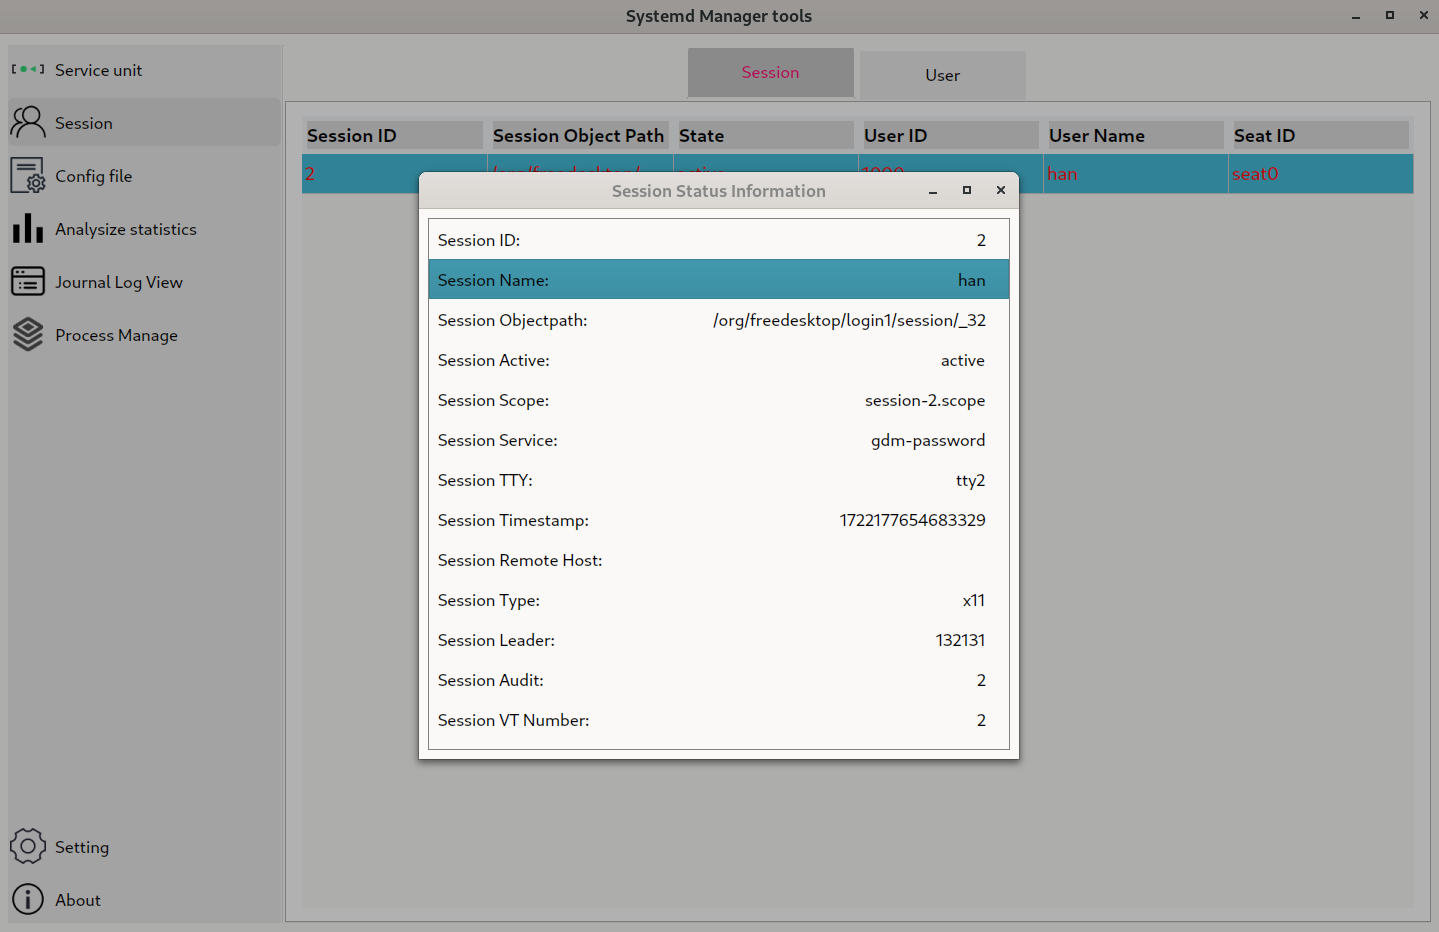 Systemd Manager tools
Service unit
Session
Config file
Analysize statistics
Journal Log View
Process Manage
Setting
About
Session User
Session ID Session Object Path State User ID User Name Seat ID
2 han seat0
Session Status Information
Session ID: 2
Session Name: han
Session Objectpath: /org/freedesktop/login1/session/_32
Session Active: active
Session Scope: session-2.scope
Session Service: gdm-password
Session TTY: tty2
Session Timestamp: 1722177654683329
Session Remote Host:
Session Type: x11
Session Leader: 132131
Session Audit: 2
Session VT Number: 2